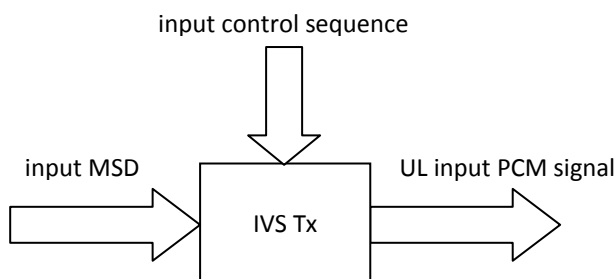 input control sequence
input MSD
UL input PCM signal
IVS Tx